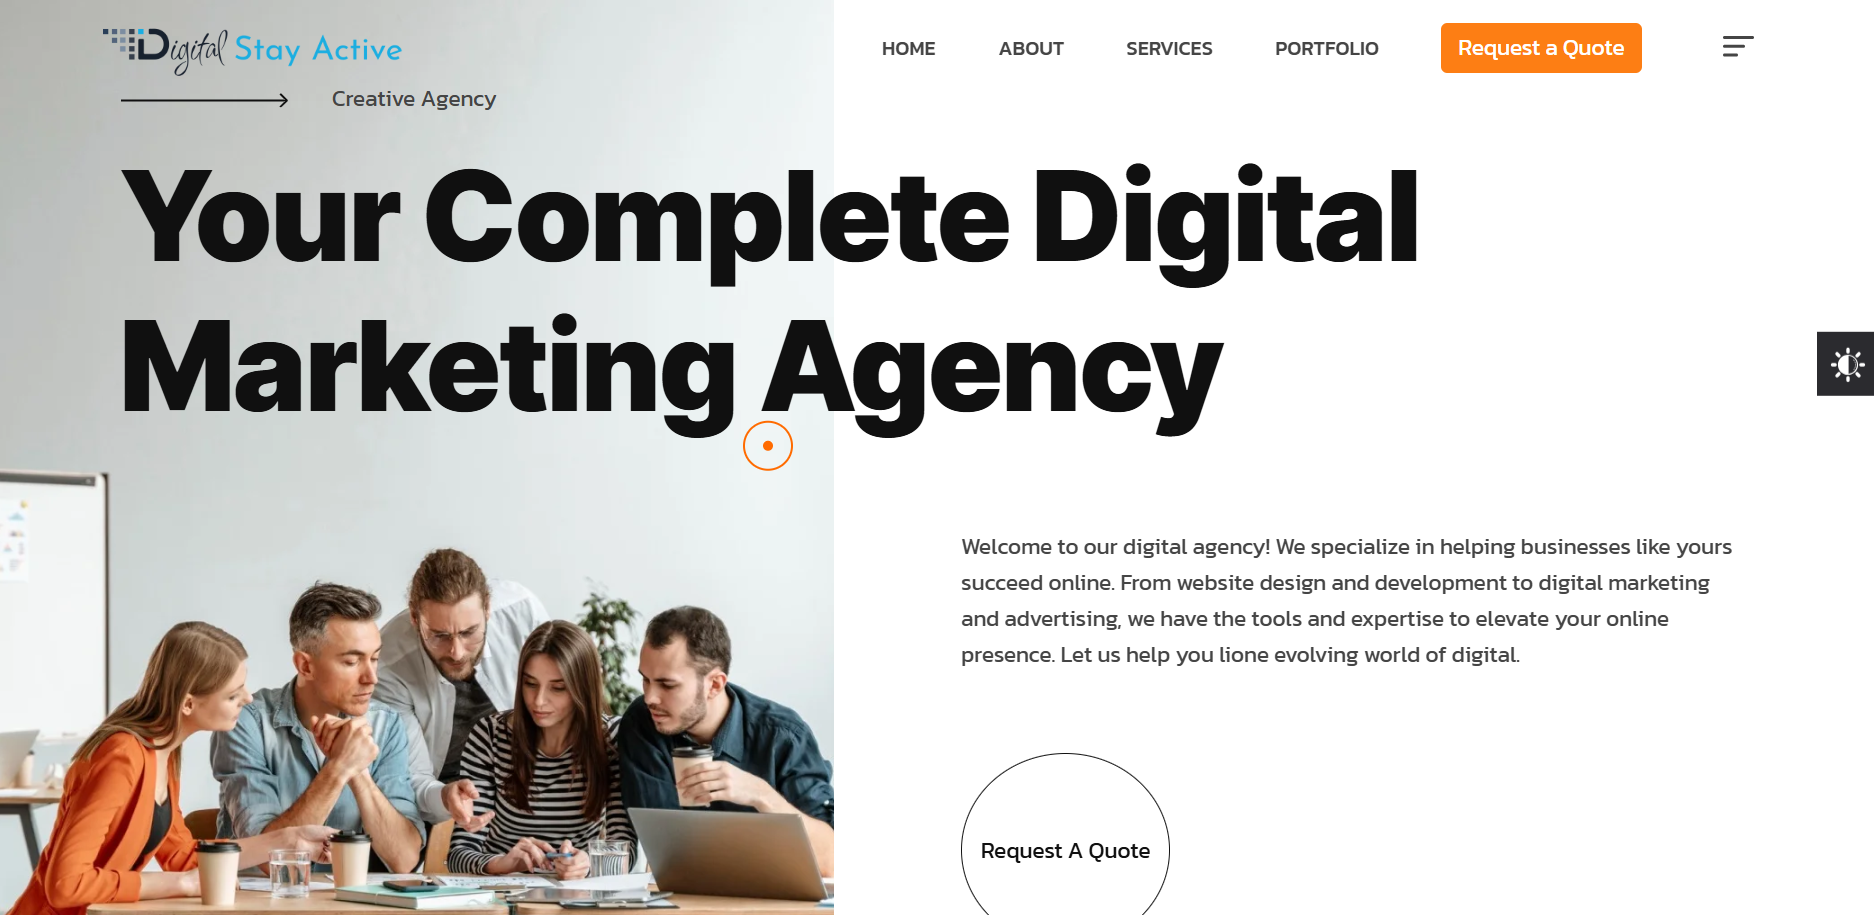 Digital Stay Active
HOME
ABOUT
SERVICES
PORTFOLIO
Request a Quote
Creative Agency
Your Complete Digital
Marketing Agency
Welcome to our digital agency! We specialize in helping businesses like yours
succeed online. From website design and development to digital marketing
and advertising, we have the tools and expertise to elevate your online
presence. Let us help you lione evolving world of digital.
Request A Quote